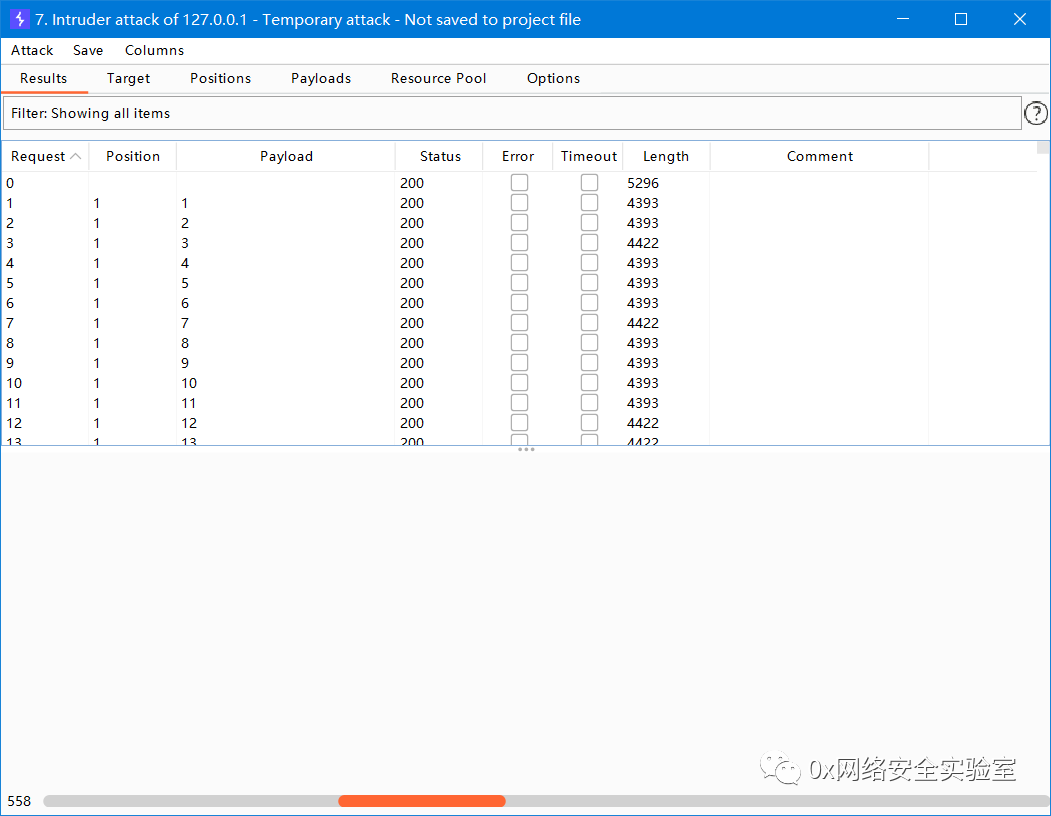 7. Intruder attack of 127.0.0.1 - Temporary attack - Not saved to project file
Attack Save Columns
Results Target Positions Payloads Resource Pool Options
Filter: Showing all items
Request Position Payload Status Error Timeout Length Comment
0 200 5296
1 1 1 200 4393
2 1 2 200 4393
3 1 3 200 4422
4 1 4 200 4393
5 1 5 200 4393
6 1 6 200 4393
7 1 7 200 4422
8 1 8 200 4393
9 1 9 200 4393
10 1 10 200 4393
11 1 11 200 4393
12 1 12 200 4422
13 1 13 200 4422
0x网络安全实验室
558